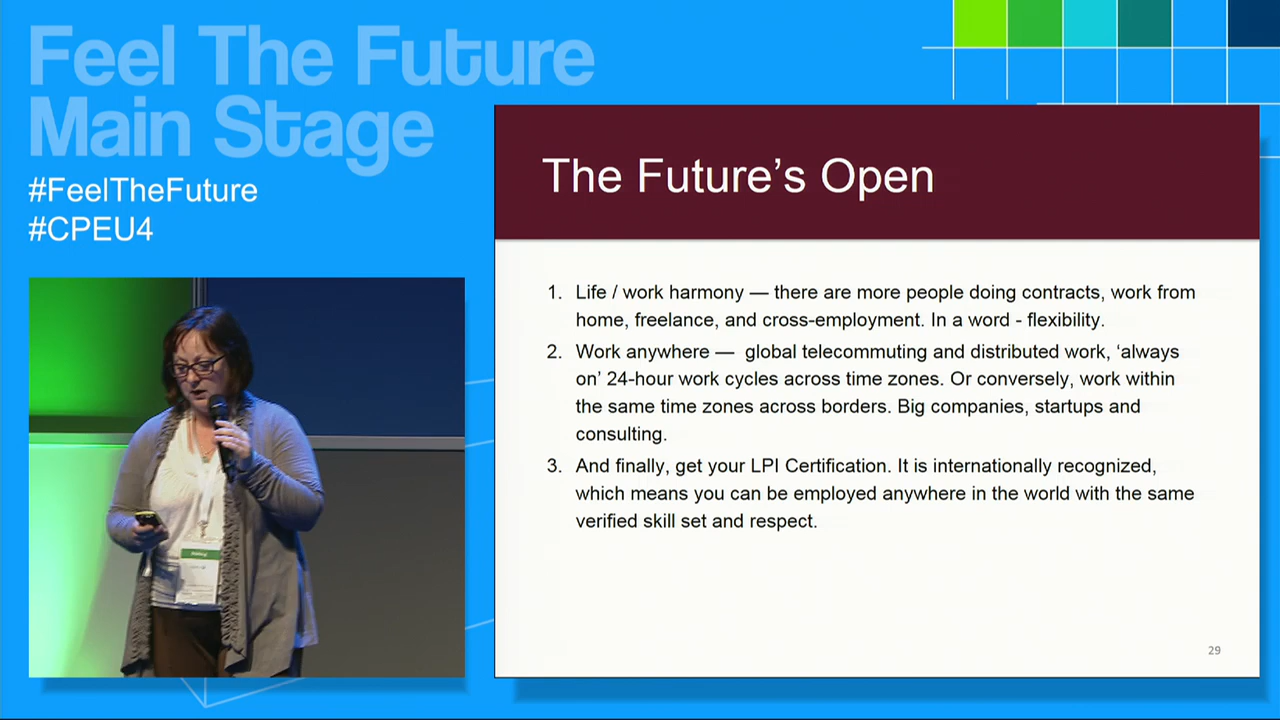 Feel The Future
Main Stage
#FeelTheFuture
#CPEU4
The Future’s Open
1. Life / work harmony — there are more people doing contracts, work from
home, freelance, and cross-employment. In a word - flexibility.
2. Work anywhere — global telecommuting and distributed work, ‘always
on’ 24-hour work cycles across time zones. Or conversely, work within
the same time zones across borders. Big companies, startups and
consulting.
3. And finally, get your LPI Certification. It is internationally recognized,
which means you can be employed anywhere in the world with the same
verified skill set and respect.
29